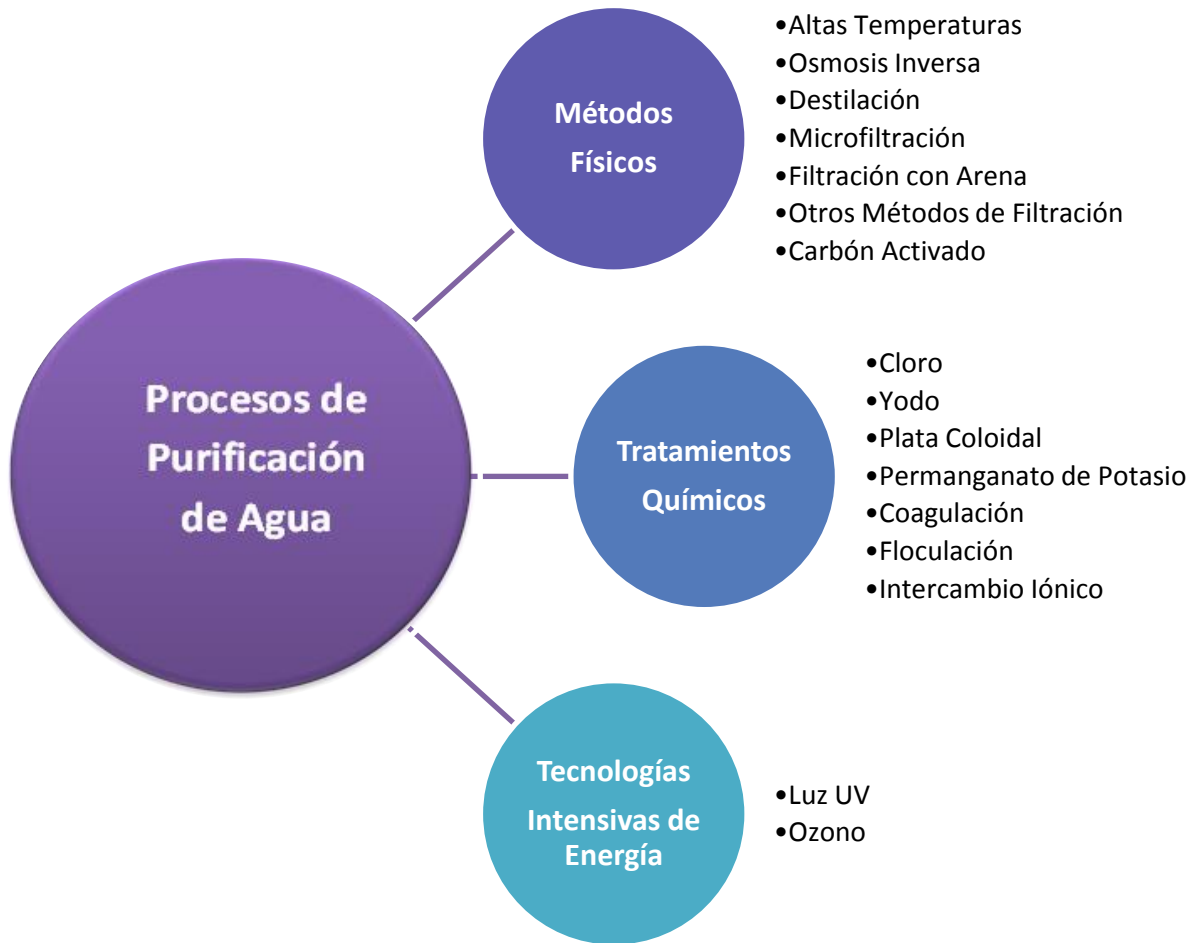 Procesos de
Purificación
de Agua
Métodos
Físicos
•Altas Temperaturas
•Osmosis Inversa
•Destilación
•Microfiltración
•Filtración con Arena
•Otros Métodos de Filtración
•Carbón Activado
Tratamientos
Químicos
•Cloro
•Yodo
•Plata Coloidal
•Permanganato de Potasio
•Coagulación
•Floculación
•Intercambio Iónico
Tecnologías
Intensivas de
Energía
•Luz UV
•Ozono